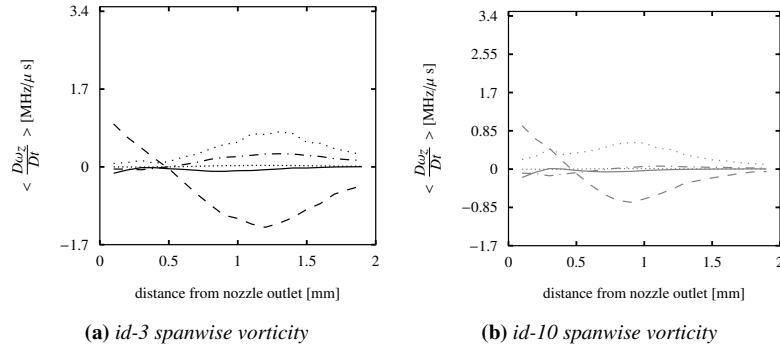 3.4
1.7
0
−1.7
< Dωz/Dt > [MHz/μ s]
0 0.5 1 1.5 2
distance from nozzle outlet [mm]
(a) id-3 spanwise vorticity
3.4
2.55
1.7
0.85
0
−0.85
−1.7
< Dωz/Dt > [MHz/μ s]
0 0.5 1 1.5 2
distance from nozzle outlet [mm]
(b) id-10 spanwise vorticity